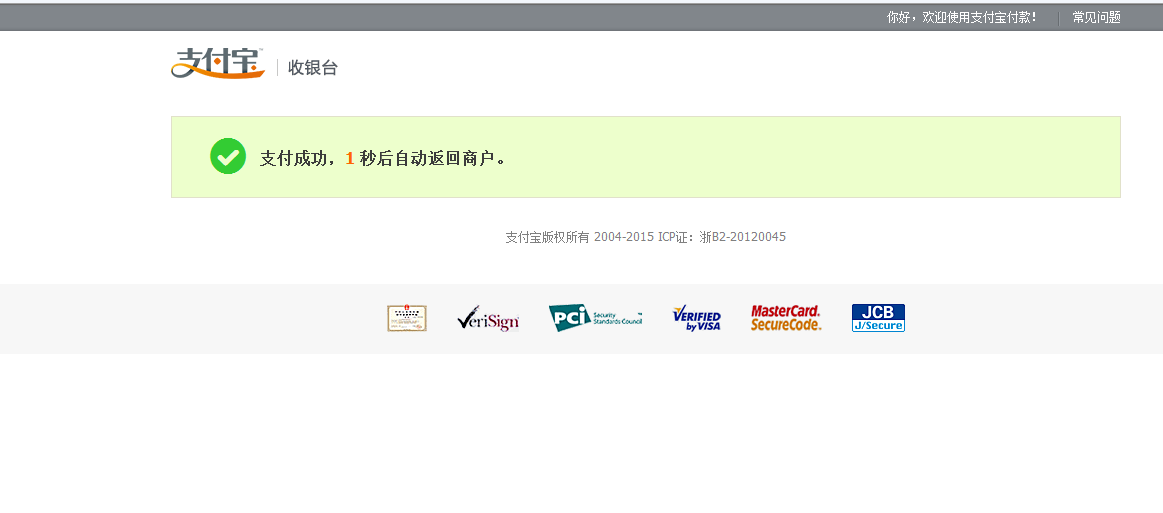 你好，欢迎使用支付宝付款！ 常见问题
支付宝™ 收银台
支付成功，1 秒后自动返回商户。
支付宝版权所有 2004-2015 ICP证：浙B2-20120045
VeriSign
PCI Security Standards Council™
VERIFIED by VISA
MasterCard. SecureCode.
JCB J/Secure